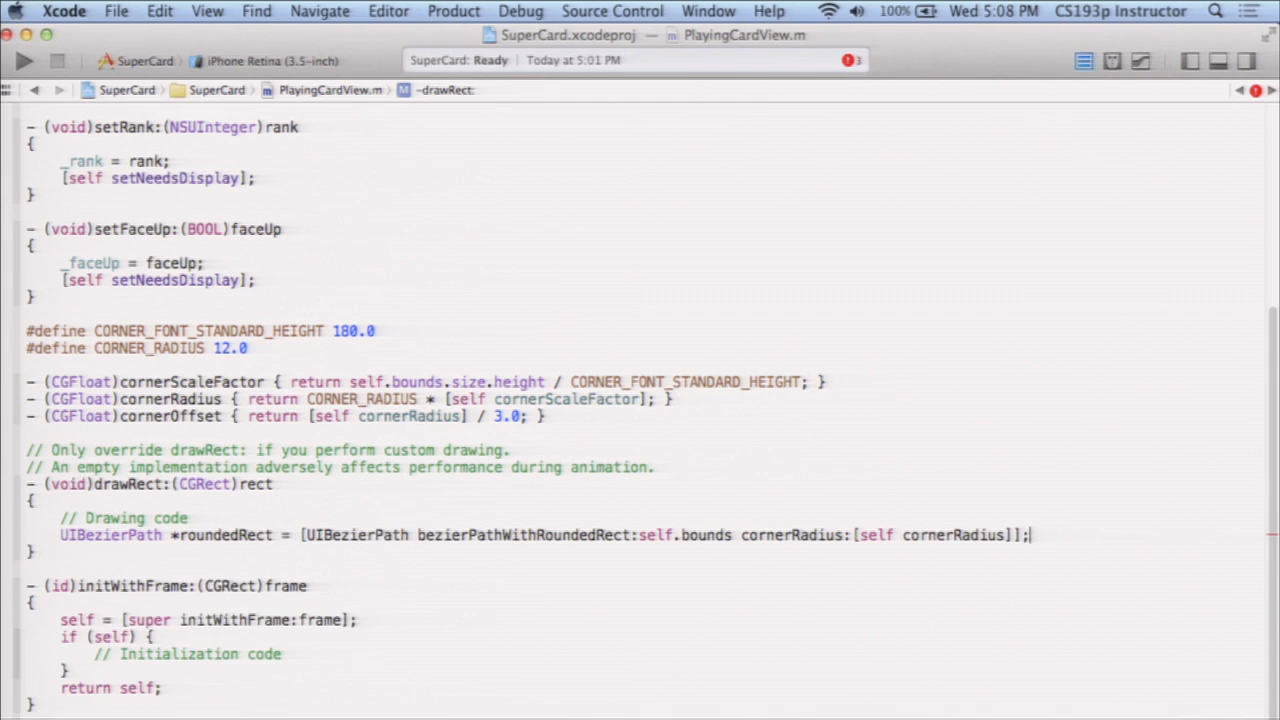 Xcode File Edit View Find Navigate Editor Product Debug Source Control Window Help 100% Wed 5:08 PM CS193p Instructor
SuperCard.xcodeproj — PlayingCardView.m
SuperCard iPhone Retina (3.5-inch) SuperCard: Ready Today at 5:01 PM 3
SuperCard SuperCard PlayingCardView.m M -drawRect:
- (void)setRank:(NSUInteger)rank
{
_rank = rank;
[self setNeedsDisplay];
}
- (void)setFaceUp:(BOOL)faceUp
{
_faceUp = faceUp;
[self setNeedsDisplay];
}
#define CORNER_FONT_STANDARD_HEIGHT 180.0
#define CORNER_RADIUS 12.0
- (CGFloat)cornerScaleFactor { return self.bounds.size.height / CORNER_FONT_STANDARD_HEIGHT; }
- (CGFloat)cornerRadius { return CORNER_RADIUS * [self cornerScaleFactor]; }
- (CGFloat)cornerOffset { return [self cornerRadius] / 3.0; }
// Only override drawRect: if you perform custom drawing.
// An empty implementation adversely affects performance during animation.
- (void)drawRect:(CGRect)rect
{
// Drawing code
UIBezierPath *roundedRect = [UIBezierPath bezierPathWithRoundedRect:self.bounds cornerRadius:[self cornerRadius]];
}
- (id)initWithFrame:(CGRect)frame
{
self = [super initWithFrame:frame];
if (self) {
// Initialization code
}
return self;
}